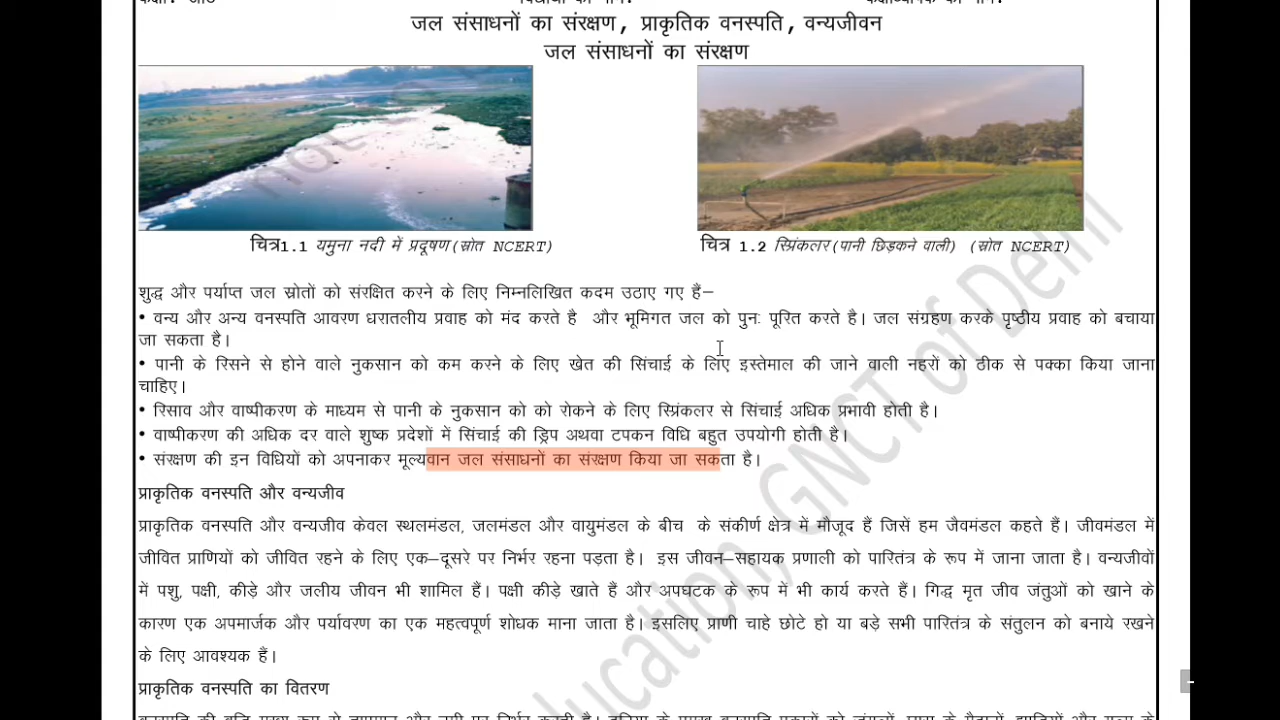 जल संसाधनों का संरक्षण, प्राकृतिक वनस्पति, वन्यजीवन
जल संसाधनों का संरक्षण
चित्र1.1 यमुना नदी में प्रदूषण(स्रोत NCERT)
चित्र 1.2 स्प्रिंकलर(पानी छिड़कने वाली) (स्रोत NCERT)
शुद्ध और पर्याप्त जल स्रोतों को संरक्षित करने के लिए निम्नलिखित कदम उठाए गए हैं–
• वन्य और अन्य वनस्पति आवरण धरातलीय प्रवाह को मंद करते है और भूमिगत जल को पुनः पूरित करते है। जल संग्रहण करके पृष्ठीय प्रवाह को बचाया
जा सकता है।
• पानी के रिसने से होने वाले नुकसान को कम करने के लिए खेत की सिंचाई के लिए इस्तेमाल की जाने वाली नहरों को ठीक से पक्का किया जाना
चाहिए।
• रिसाव और वाष्पीकरण के माध्यम से पानी के नुकसान को को रोकने के लिए स्प्रिंकलर से सिंचाई अधिक प्रभावी होती है।
• वाष्पीकरण की अधिक दर वाले शुष्क प्रदेशों में सिंचाई की ड्रिप अथवा टपकन विधि बहुत उपयोगी होती है।
• संरक्षण की इन विधियों को अपनाकर मूल्यवान जल संसाधनों का संरक्षण किया जा सकता है।
प्राकृतिक वनस्पति और वन्यजीव
प्राकृतिक वनस्पति और वन्यजीव केवल स्थलमंडल, जलमंडल और वायुमंडल के बीच के संकीर्ण क्षेत्र में मौजूद हैं जिसें हम जैवमंडल कहते हैं। जीवमंडल में
जीवित प्राणियों को जीवित रहने के लिए एक–दूसरे पर निर्भर रहना पड़ता है। इस जीवन–सहायक प्रणाली को पारितंत्र के रूप में जाना जाता है। वन्यजीवों
में पशु, पक्षी, कीड़े और जलीय जीवन भी शामिल हैं। पक्षी कीड़े खाते हैं और अपघटक के रूप में भी कार्य करते हैं। गिद्ध मृत जीव जंतुओं को खाने के
कारण एक अपमार्जक और पर्यावरण का एक महत्वपूर्ण शोधक माना जाता है। इसलिए प्राणी चाहे छोटे हो या बड़े सभी पारितंत्र के संतुलन को बनाये रखने
के लिए आवश्यक हैं।
प्राकृतिक वनस्पति का वितरण
ducation, GNCT of Delhi